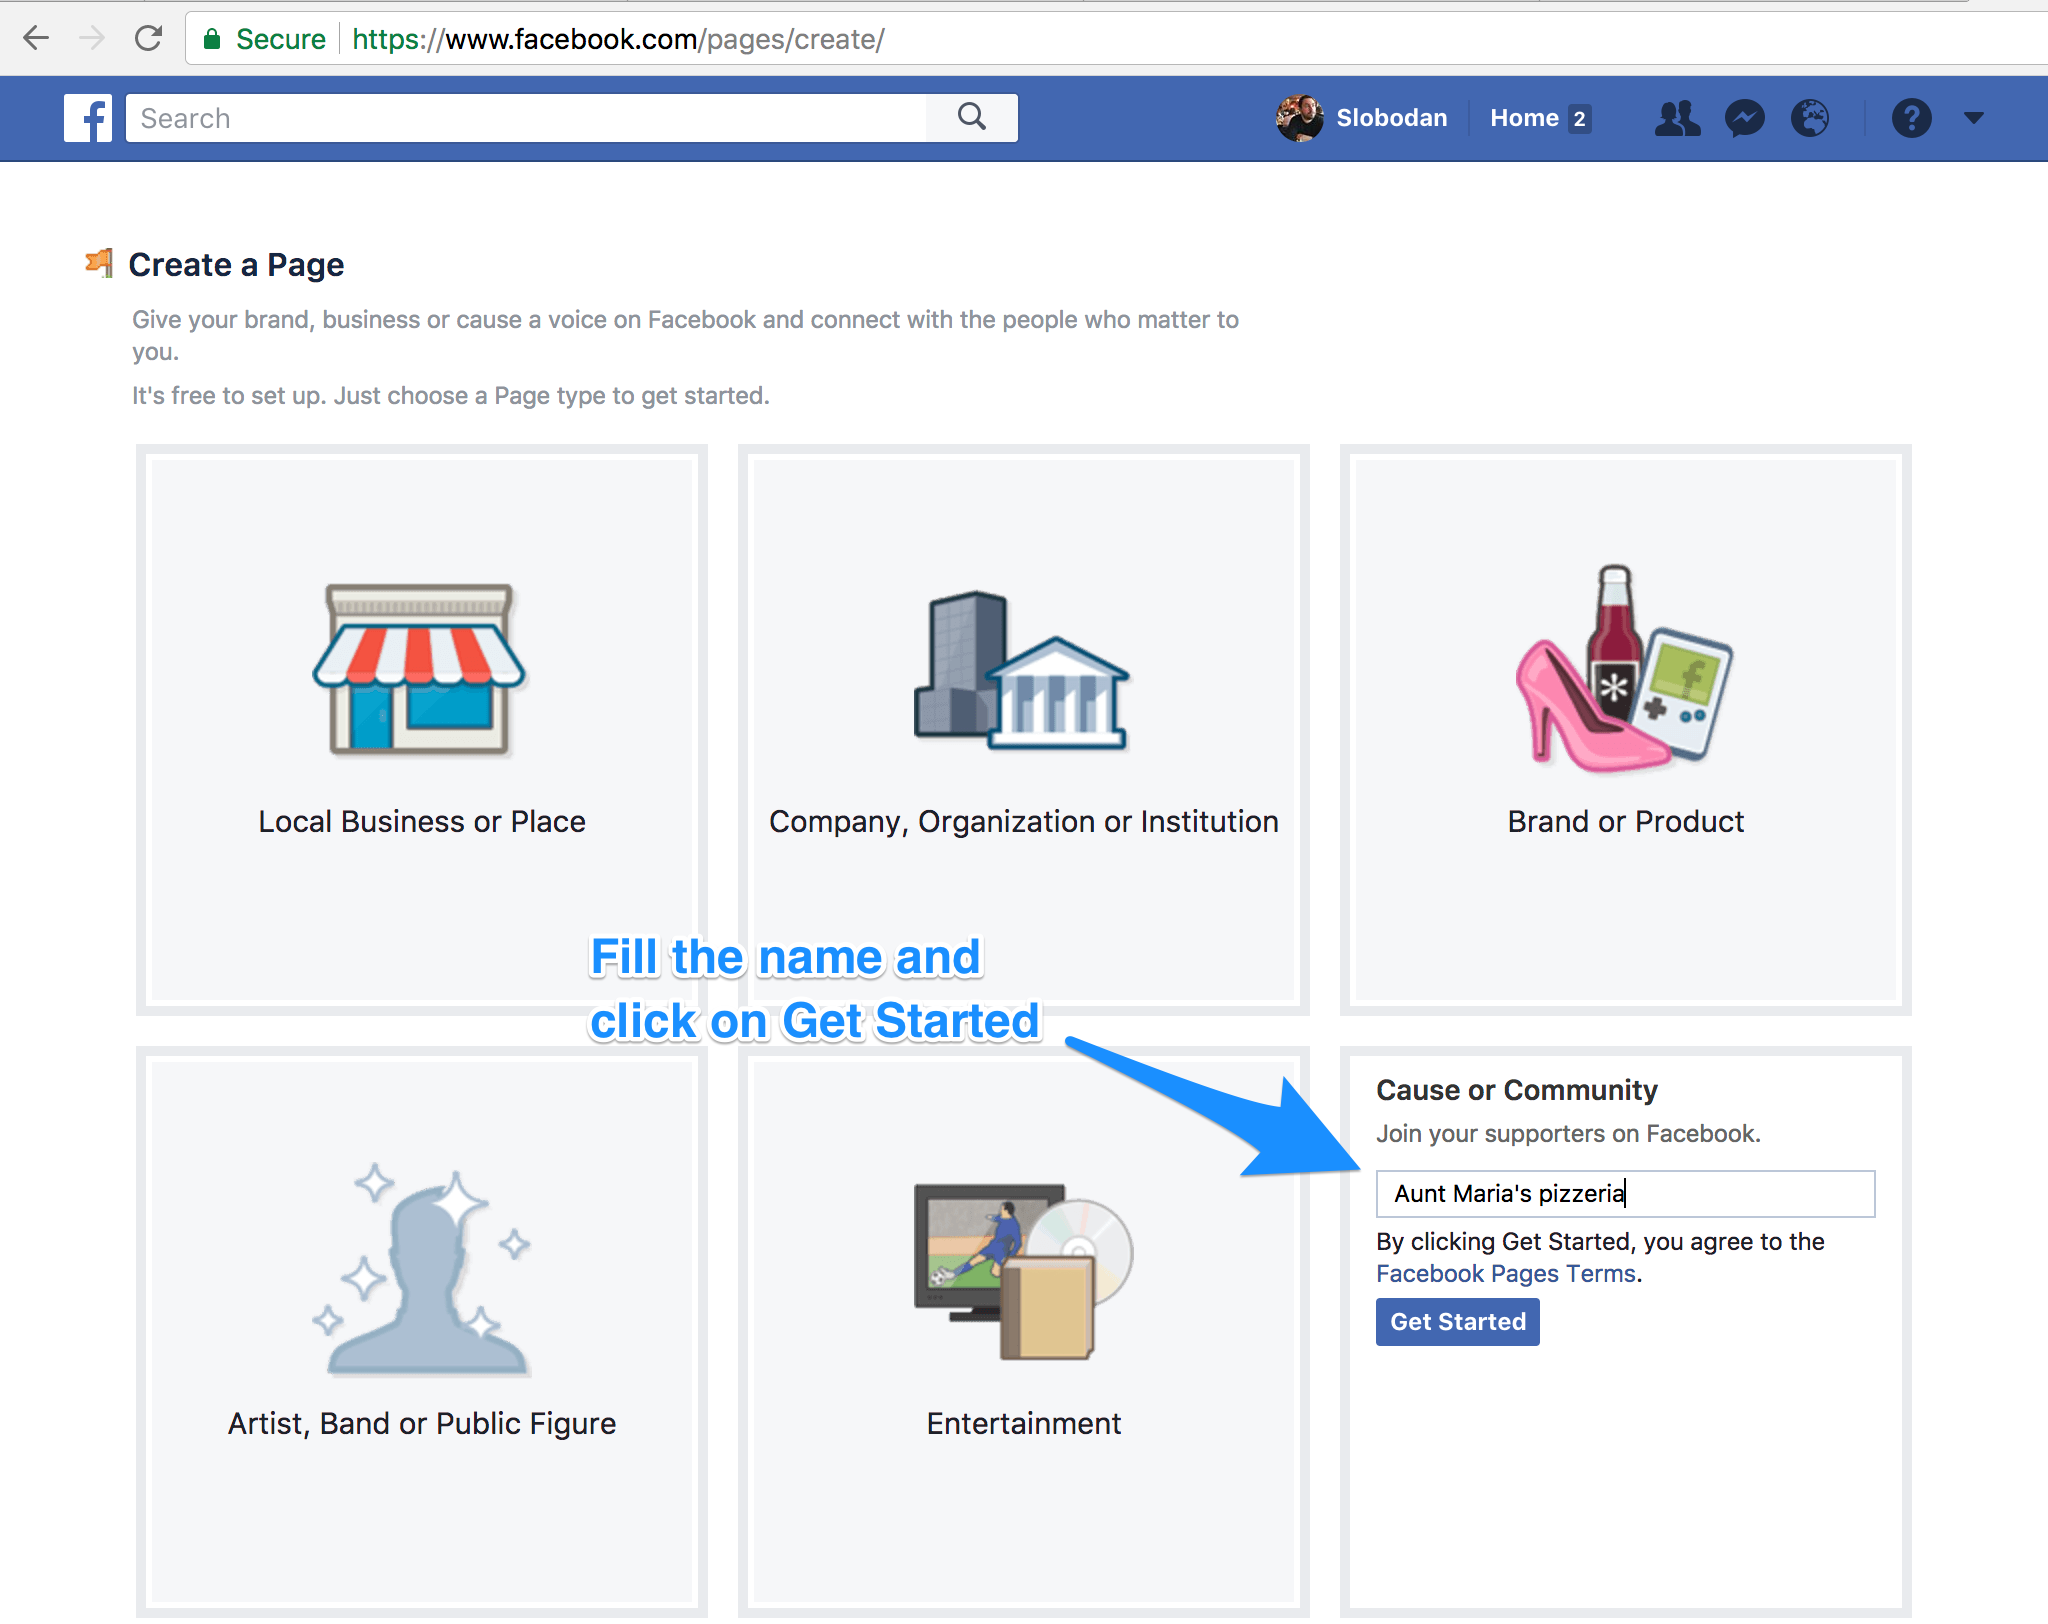 Secure https://www.facebook.com/pages/create/
Search
Slobodan Home 2
Create a Page
Give your brand, business or cause a voice on Facebook and connect with the people who matter to
you.
It's free to set up. Just choose a Page type to get started.
Local Business or Place
Company, Organization or Institution
Brand or Product
Fill the name and
click on Get Started
Artist, Band or Public Figure
Entertainment
Cause or Community
Join your supporters on Facebook.
Aunt Maria's pizzeria
By clicking Get Started, you agree to the
Facebook Pages Terms.
Get Started